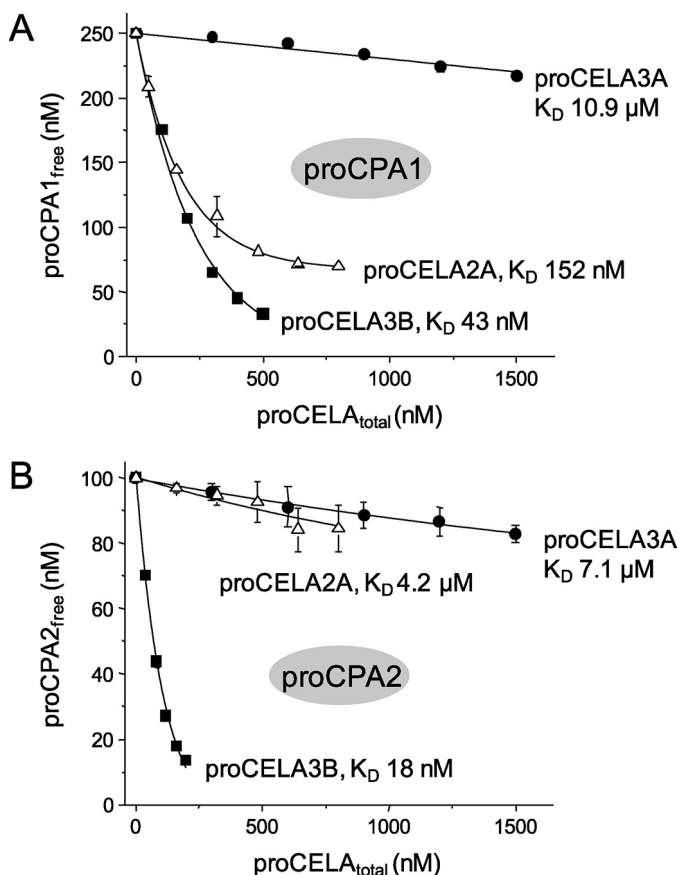 A
250
200
150
100
50
0
proCPA1free (nM)
proCELA3A
KD 10.9 µM
proCPA1
proCELA2A, KD 152 nM
proCELA3B, KD 43 nM
0
500
1000
1500
proCELAtotal (nM)
B
100
80
60
40
20
0
proCPA2free (nM)
proCELA3A
KD 7.1 µM
proCELA2A, KD 4.2 µM
proCPA2
proCELA3B, KD 18 nM
0
500
1000
1500
proCELAtotal (nM)